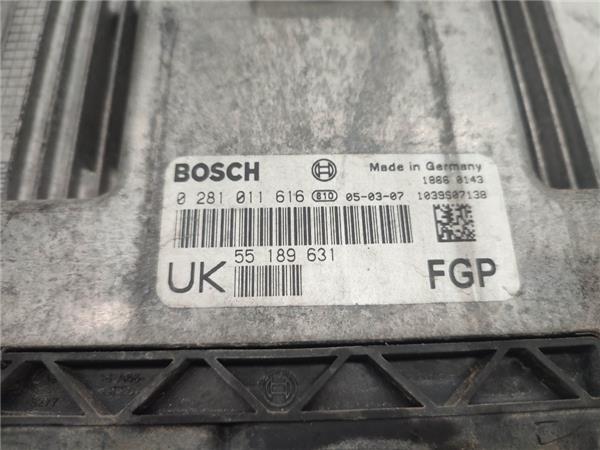 BOSCH Made in Germany
1866 0143
0 281 011 616 810 05-03-07 1039S07138
55 189 631
UK FGP